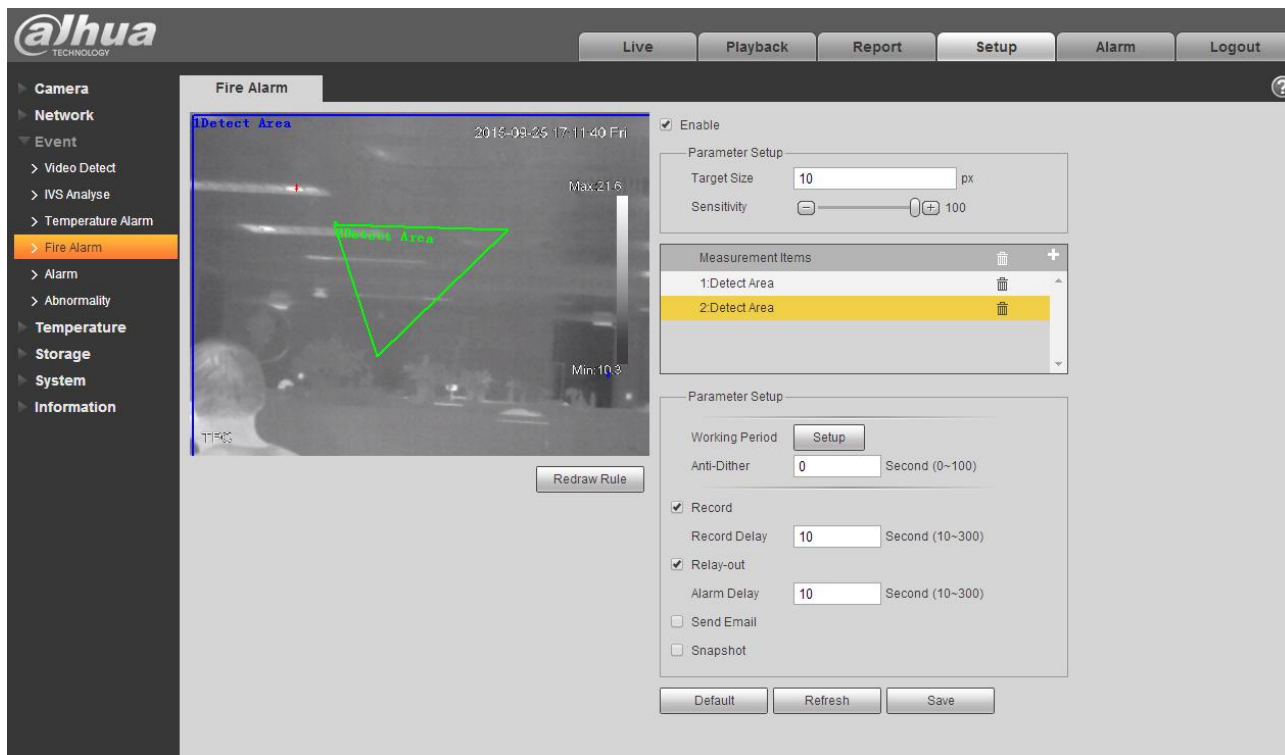 alhua
TECHNOLOGY
Live
Playback
Report
Setup
Alarm
Logout
Camera
Network
Event
Video Detect
IVS Analyse
Temperature Alarm
Fire Alarm
Alarm
Abnormality
Temperature
Storage
System
Information
Fire Alarm
?
1Detect Area
2015-09-25 17:11:40 Fri
Max:21.6
2Detect Area
Min:10.3
Redraw Rule
Enable
Parameter Setup
Target Size 10 px
Sensitivity 100
Measurement Items
1:Detect Area
2:Detect Area
Parameter Setup
Working Period Setup
Anti-Dither 0 Second (0~100)
Record
Record Delay 10 Second (10~300)
Relay-out
Alarm Delay 10 Second (10~300)
Send Email
Snapshot
Default Refresh Save